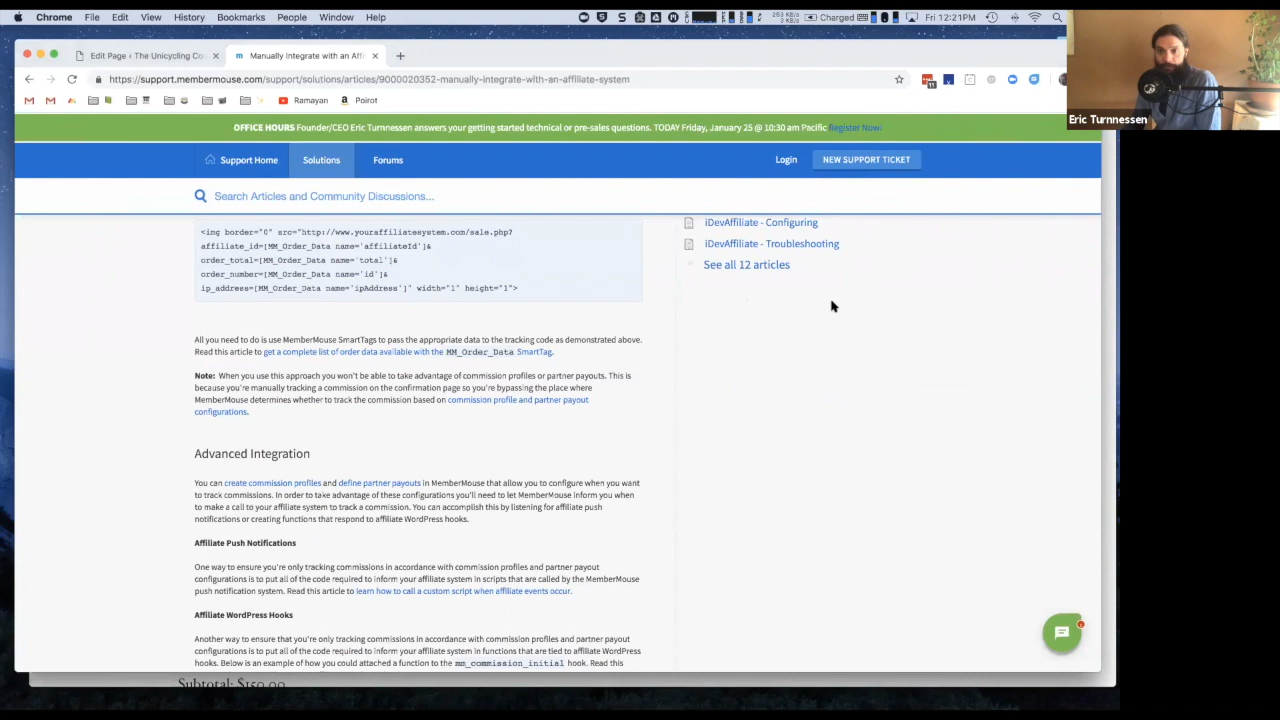 Chrome File Edit View History Bookmarks People Window Help
Charged Fri 12:21PM
Edit Page ‹ The Unicycling Co
Manually Integrate with an Affi
https://support.membermouse.com/support/solutions/articles/9000020352-manually-integrate-with-an-affiliate-system
11
Ramayan
Poirot
Eric Turnnessen
OFFICE HOURS Founder/CEO Eric Turnnessen answers your getting started technical or pre-sales questions. TODAY Friday, January 25 @ 10:30 am Pacific Register Now.
Support Home
Solutions
Forums
Login
NEW SUPPORT TICKET
Search Articles and Community Discussions...
<img border="0" src="http://www.youraffiliatesystem.com/sale.php?
affiliate_id=[MM_Order_Data name='affiliateId']&
order_total=[MM_Order_Data name='total']&
order_number=[MM_Order_Data name='id']&
ip_address=[MM_Order_Data name='ipAddress']" width="1" height="1">
iDevAffiliate - Configuring
iDevAffiliate - Troubleshooting
See all 12 articles
All you need to do is use MemberMouse SmartTags to pass the appropriate data to the tracking code as demonstrated above.
Read this article to get a complete list of order data available with the MM_Order_Data SmartTag.
Note: When you use this approach you won't be able to take advantage of commission profiles or partner payouts. This is
because you're manually tracking a commission on the confirmation page so you're bypassing the place where
MemberMouse determines whether to track the commission based on commission profile and partner payout
configurations.
Advanced Integration
You can create commission profiles and define partner payouts in MemberMouse that allow you to configure when you want
to track commissions. In order to take advantage of these configurations you'll need to let MemberMouse inform you when
to make a call to your affiliate system to track a commission. You can accomplish this by listening for affiliate push
notifications or creating functions that respond to affiliate WordPress hooks.
Affiliate Push Notifications
One way to ensure you're only tracking commissions in accordance with commission profiles and partner payout
configurations is to put all of the code required to inform your affiliate system in scripts that are called by the MemberMouse
push notification system. Read this article to learn how to call a custom script when affiliate events occur.
Affiliate WordPress Hooks
Another way to ensure that you're only tracking commissions in accordance with commission profiles and partner payout
configurations is to put all of the code required to inform your affiliate system in functions that are tied to affiliate WordPress
hooks. Below is an example of how you could attached a function to the mm_commission_initial hook. Read this
Subtotal: $150.00